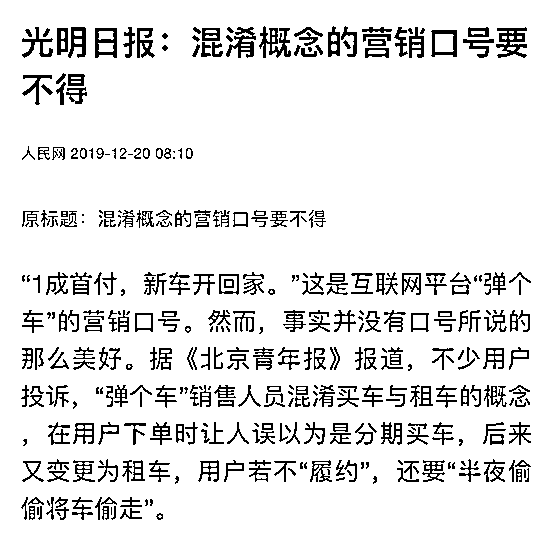 光明日报：混淆概念的营销口号要
不得
人民网 2019-12-20 08:10
原标题：混淆概念的营销口号要不得
“1成首付，新车开回家。”这是互联网平台“弹个
车”的营销口号。然而，事实并没有口号所说的
那么美好。据《北京青年报》报道，不少用户
投诉，“弹个车”销售人员混淆买车与租车的概念
，在用户下单时让人误以为是分期买车，后来
又变更为租车，用户若不“履约”，还要“半夜偷
偷将车偷走”。